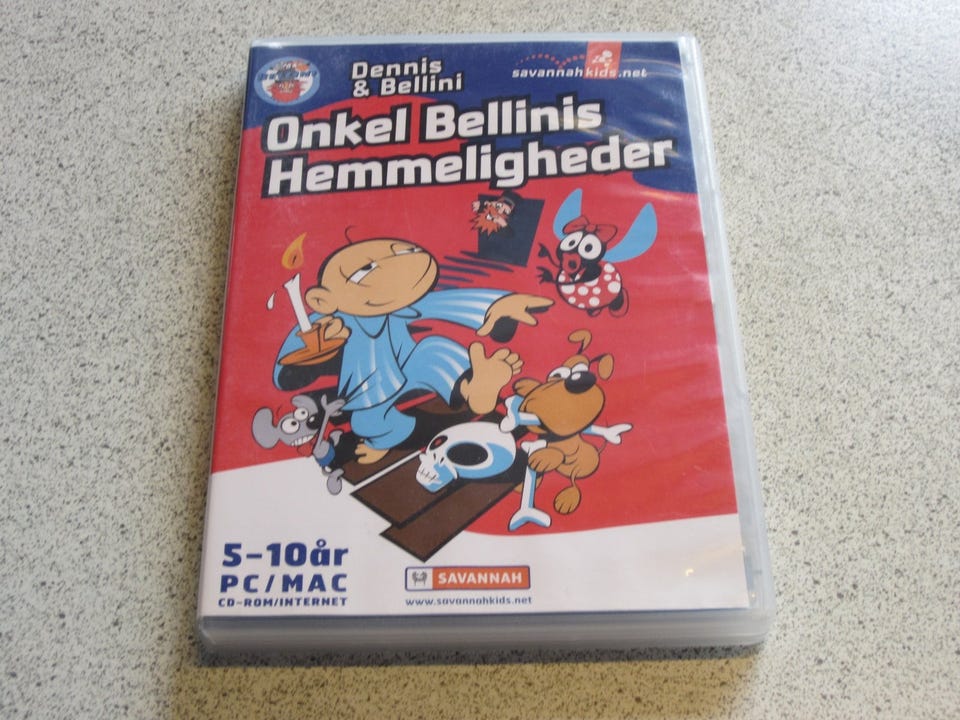 Dennis
& Bellini
savannahkids.net
Onkel Bellinis
Hemmeligheder
5-10år
PC/MAC
CD-ROM/INTERNET
SAVANNAH
www.savannahkids.net